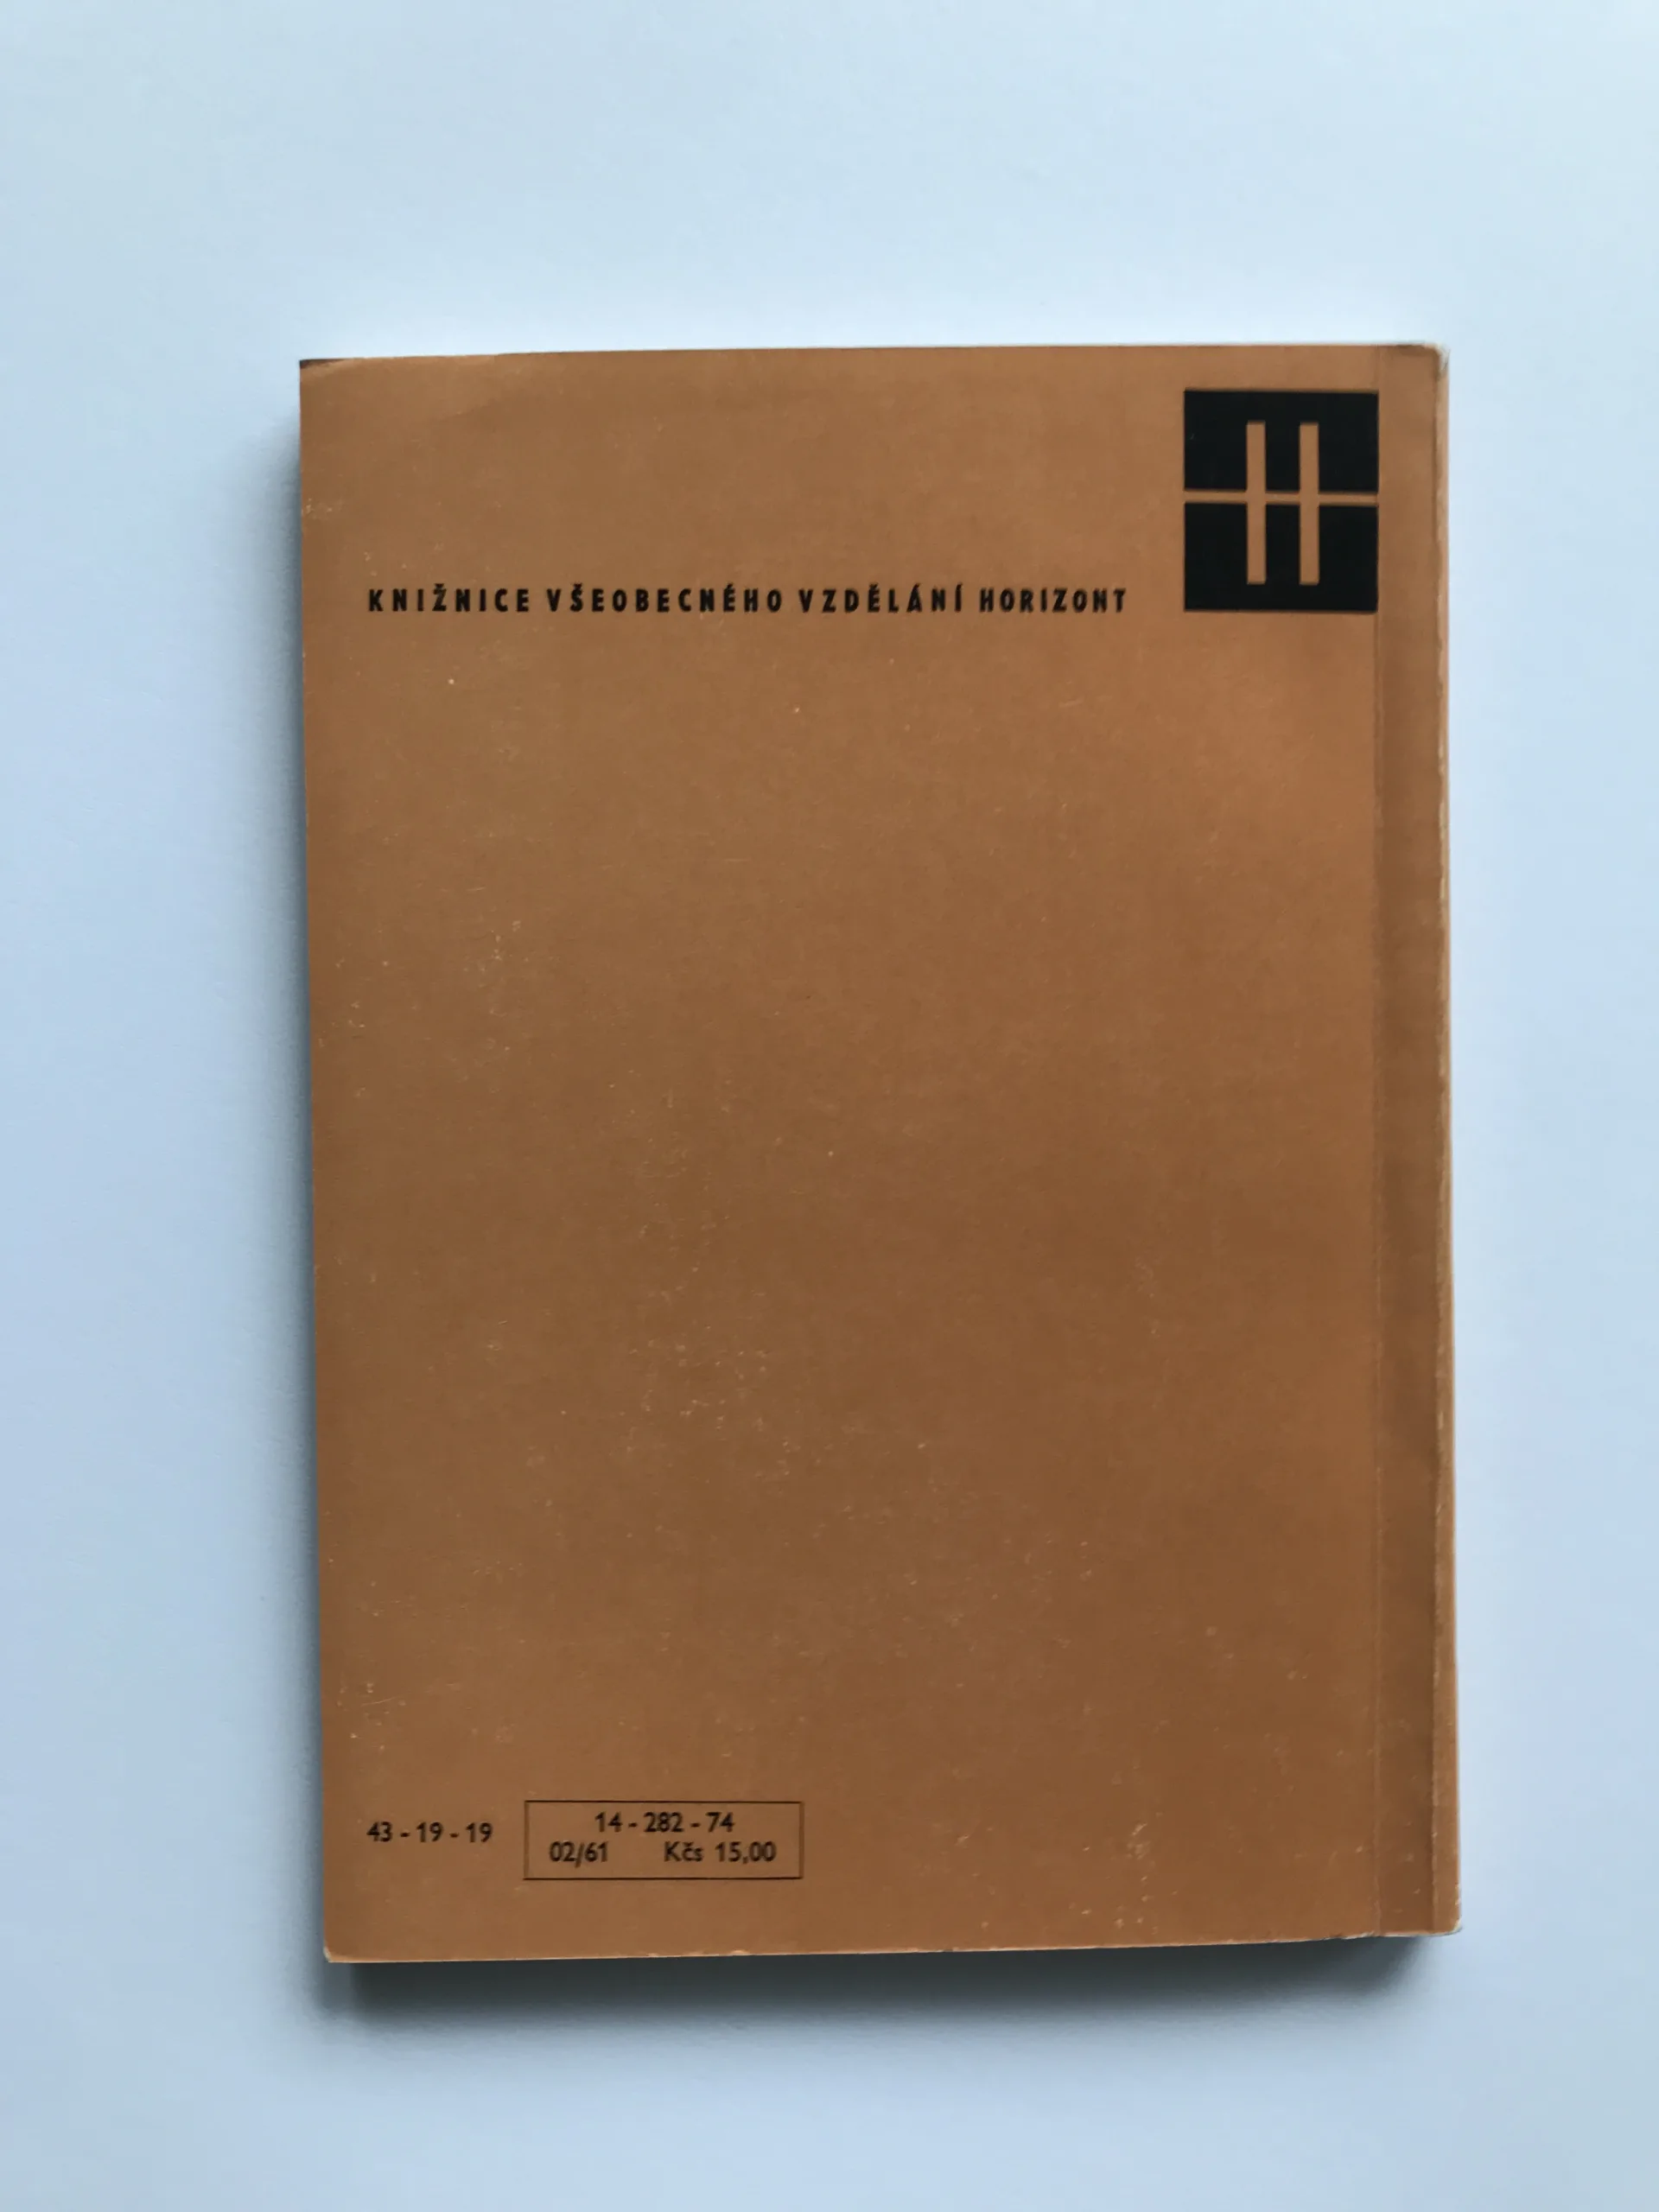 H
KNIŽNICE VŠEOBECNÉHO VZDĚLÁNÍ HORIZONT
43 - 19 - 19
14 - 282 - 74
02/61 Kčs 15,00